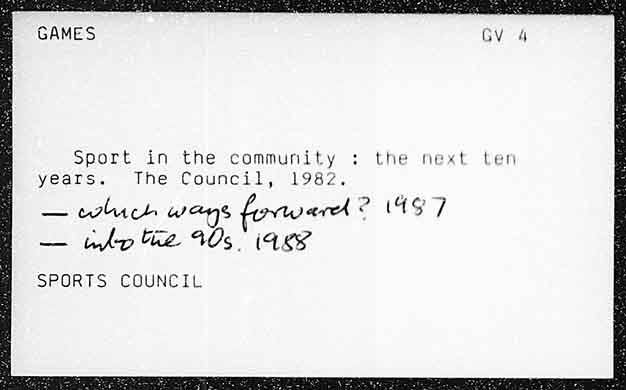 GAMES GV 4
Sport in the community : the next ten
years. The Council, 1982.
— which ways forward? 1987
— into the 90s. 1988
SPORTS COUNCIL